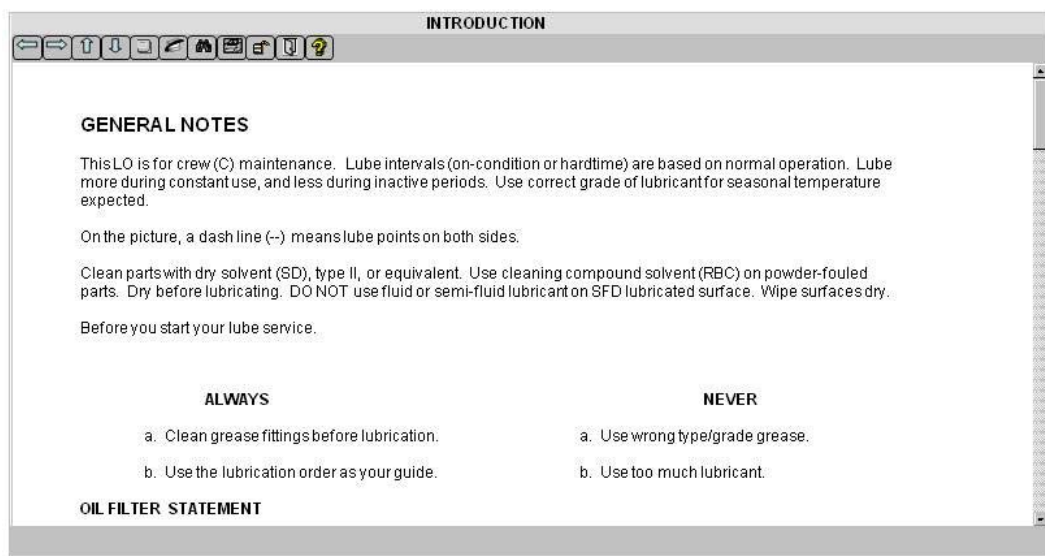 INTRODUCTION
GENERAL NOTES
This LO is for crew (C) maintenance. Lube intervals (on-condition or hardtime) are based on normal operation. Lube
more during constant use, and less during inactive periods. Use correct grade of lubricant for seasonal temperature
expected.
On the picture, a dash line (--) means lube points on both sides.
Clean parts with dry solvent (SD), type II, or equivalent. Use cleaning compound solvent (RBC) on powder-fouled
parts. Dry before lubricating. DO NOT use fluid or semi-fluid lubricant on SFD lubricated surface. Wipe surfaces dry.
Before you start your lube service.
ALWAYS
NEVER
a. Clean grease fittings before lubrication.
a. Use wrong type/grade grease.
b. Use the lubrication order as your guide.
b. Use too much lubricant.
OIL FILTER STATEMENT